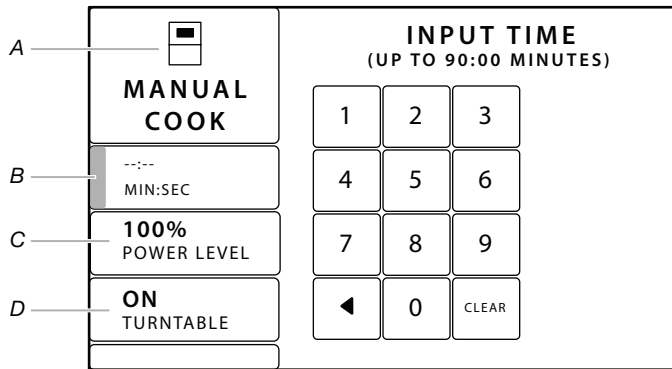 A
MANUAL
COOK
B
--:--
MIN:SEC
C
100%
POWER LEVEL
D
ON
TURNTABLE
INPUT TIME
(UP TO 90:00 MINUTES)
1 2 3
4 5 6
7 8 9
0 CLEAR